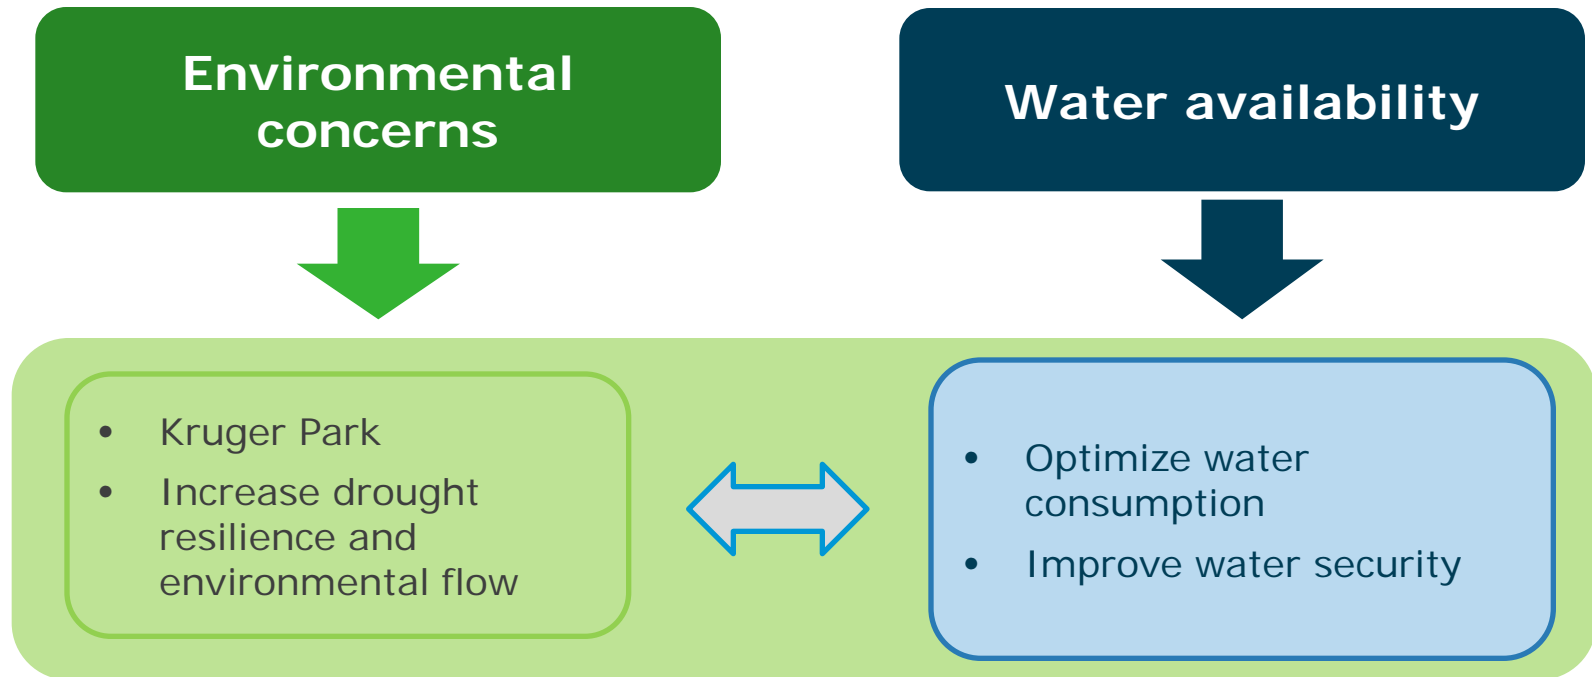 Environmental
concerns
Water availability
• Kruger Park
• Increase drought
resilience and
environmental flow
• Optimize water
consumption
• Improve water security